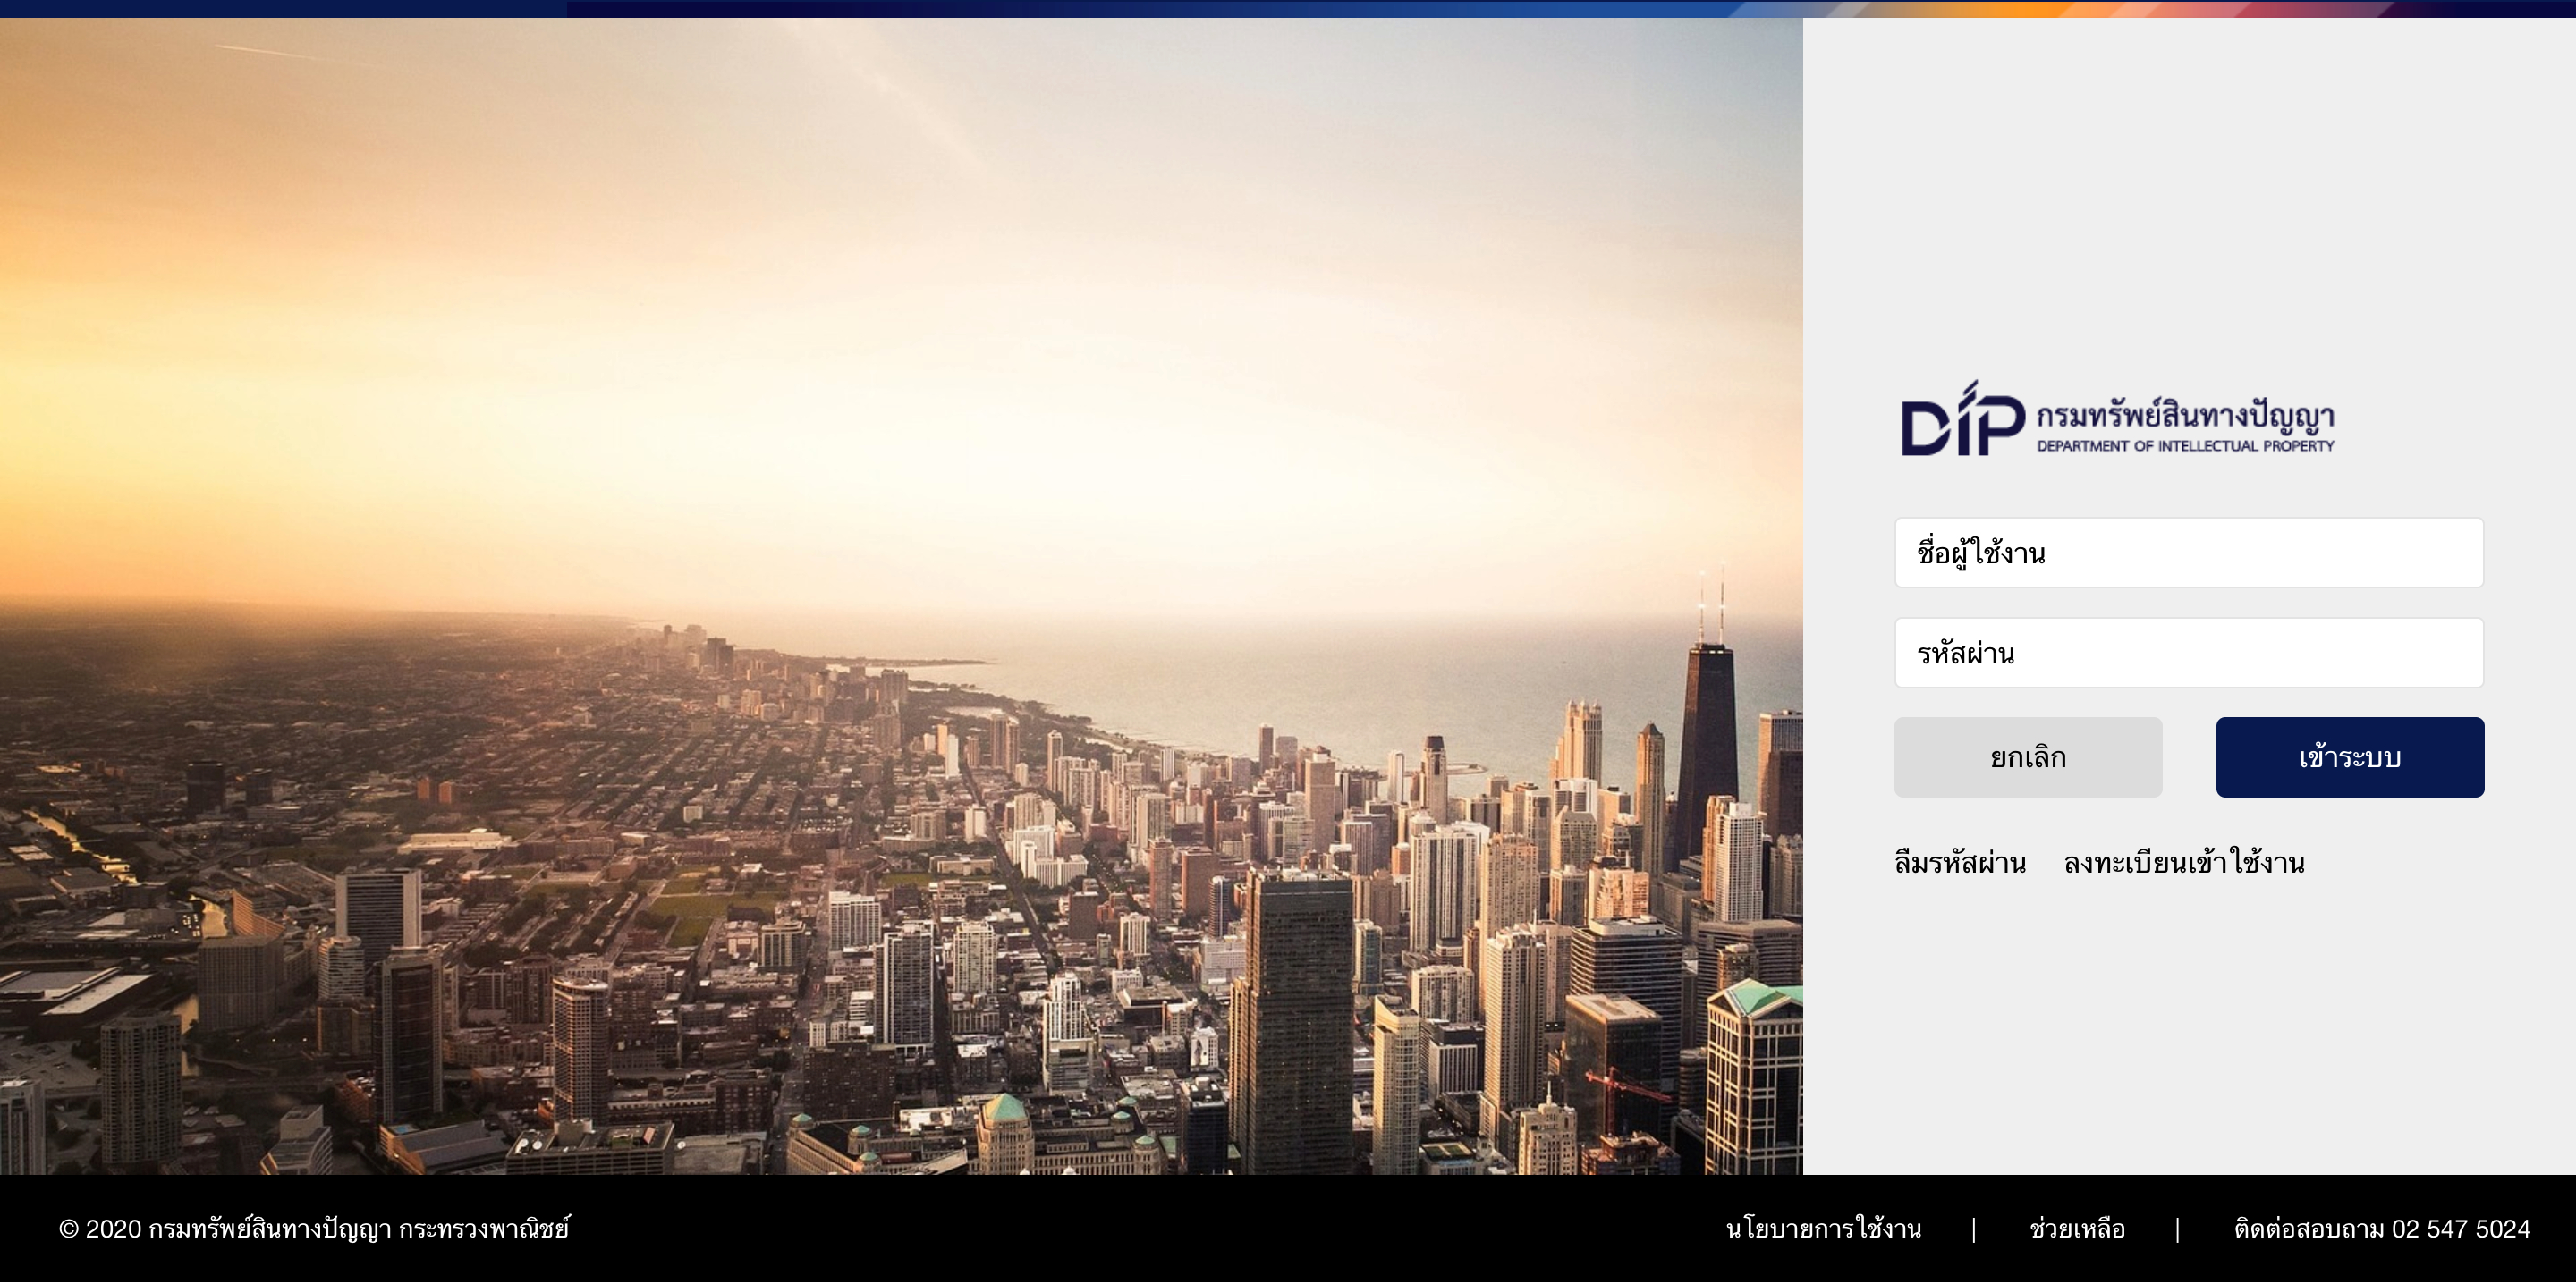 DIP กรมทรัพย์สินทางปัญญา
DEPARTMENT OF INTELLECTUAL PROPERTY
ชื่อผู้ใช้งาน
รหัสผ่าน
ยกเลิก เข้าระบบ
ลืมรหัสผ่าน ลงทะเบียนเข้าใช้งาน
© 2020 กรมทรัพย์สินทางปัญญา กระทรวงพาณิชย์ นโยบายการใช้งาน | ช่วยเหลือ | ติดต่อสอบถาม 02 547 5024